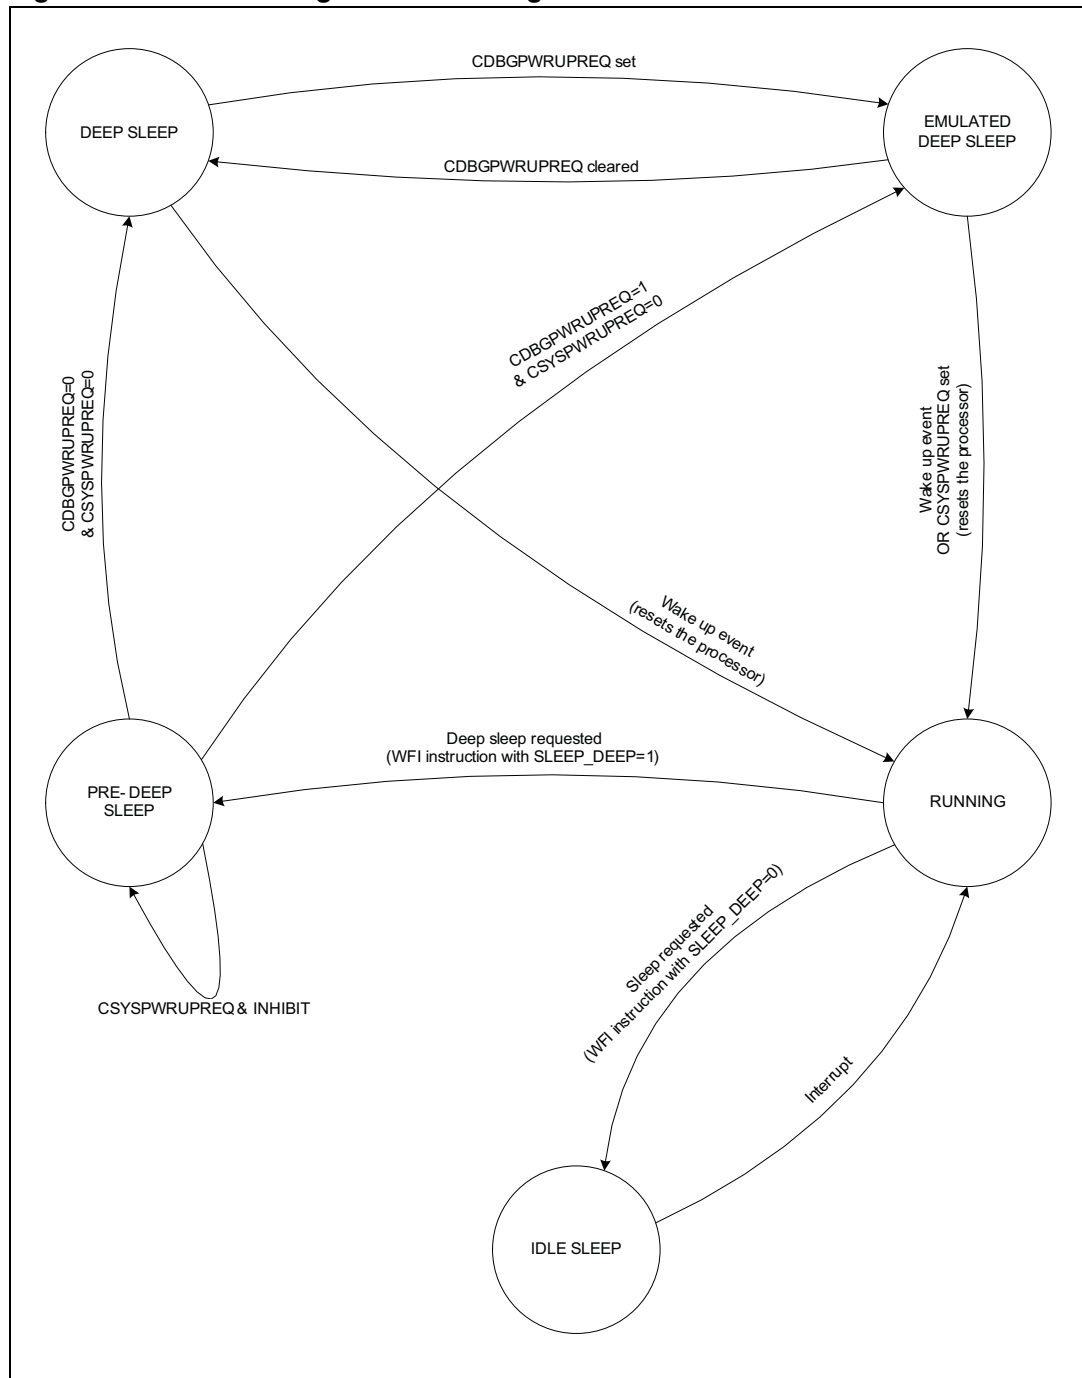 CDBGPWRUPREQ set
DEEP SLEEP
EMULATED
DEEP SLEEP
CDBGPWRUPREQ cleared
CDBGPWRUPREQ=1
& CSYSPWRUPREQ=0
CDBGPWRUPREQ=0
& CSYSPWRUPREQ=0
Wake up event
OR CSYSPWRUPREQ set
(resets the processor)
Wake up event
(resets the processor)
Deep sleep requested
(WFI instruction with SLEEP_DEEP=1)
PRE- DEEP
SLEEP
RUNNING
Sleep requested
(WFI instruction with SLEEP_DEEP=0)
CSYSPWRUPREQ & INHIBIT
Interrupt
IDLE SLEEP